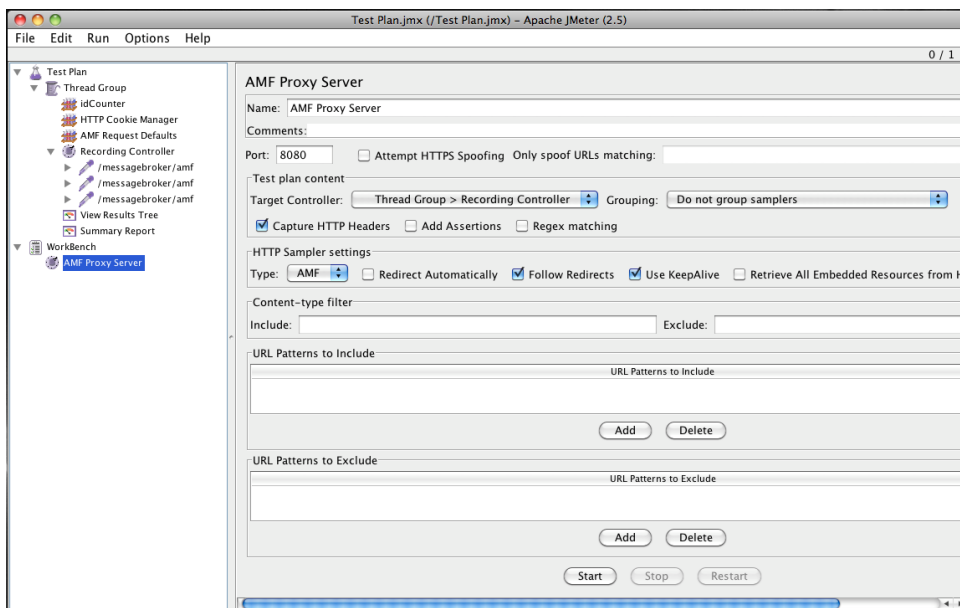 Test Plan.jmx (/Test Plan.jmx) – Apache JMeter (2.5)
File Edit Run Options Help
0 / 1
Test Plan
Thread Group
idCounter
HTTP Cookie Manager
AMF Request Defaults
Recording Controller
/messagebroker/amf
/messagebroker/amf
/messagebroker/amf
View Results Tree
Summary Report
WorkBench
AMF Proxy Server
AMF Proxy Server
Name: AMF Proxy Server
Comments:
Port: 8080 Attempt HTTPS Spoofing Only spoof URLs matching:
Test plan content
Target Controller: Thread Group > Recording Controller Grouping: Do not group samplers
Capture HTTP Headers Add Assertions Regex matching
HTTP Sampler settings
Type: AMF Redirect Automatically Follow Redirects Use KeepAlive Retrieve All Embedded Resources from H
Content-type filter
Include: Exclude:
URL Patterns to Include
URL Patterns to Include
Add Delete
URL Patterns to Exclude
URL Patterns to Exclude
Add Delete
Start Stop Restart